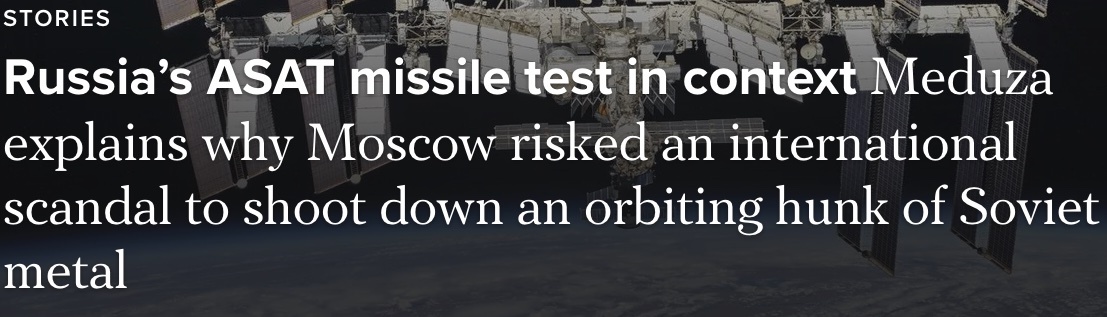 STORIES
Russia’s ASAT missile test in context Meduza
explains why Moscow risked an international
scandal to shoot down an orbiting hunk of Soviet
metal